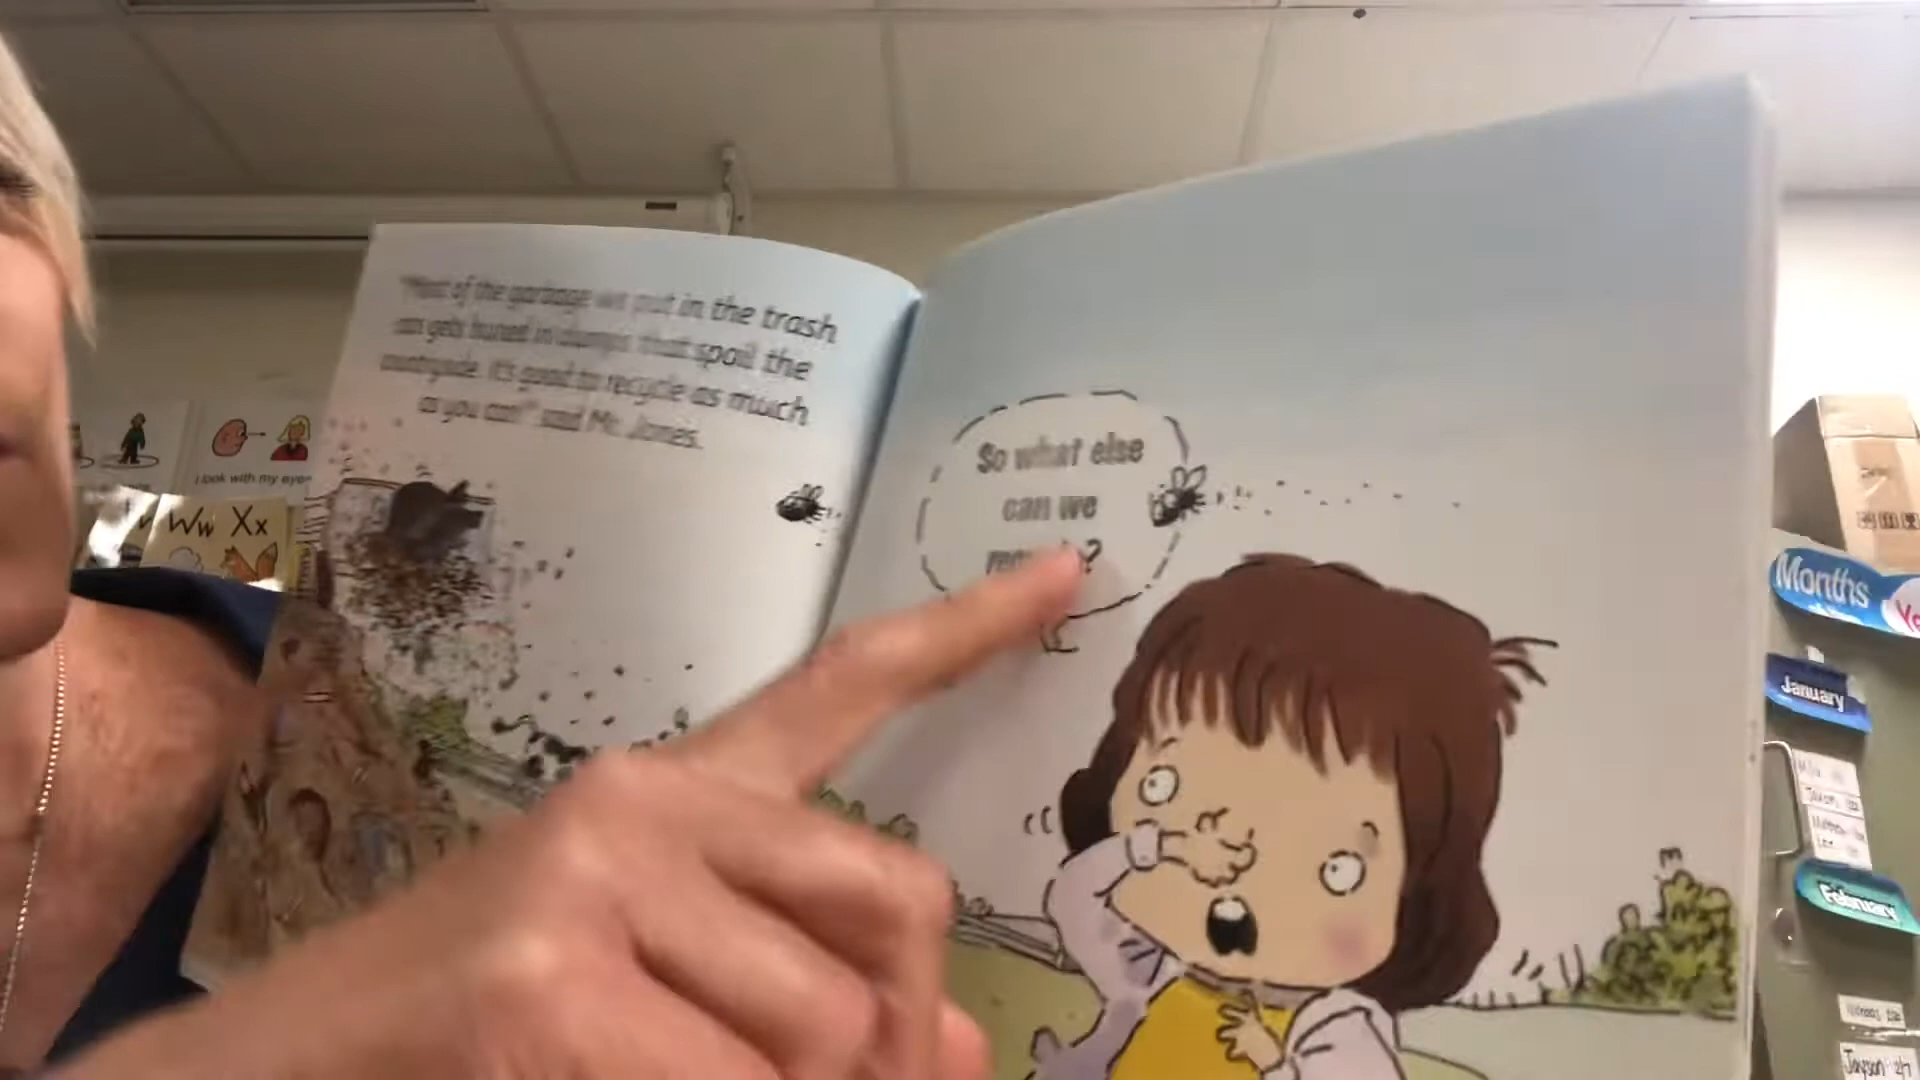 "Most of the garbage we put in the trash
can gets buried in dumps that spoil the
countryside. It's good to recycle as much
as you can!" said Mr. Jones.
So what else
can we
?
I look with my eyes
Ww Xx
Months
January
February
Jayson